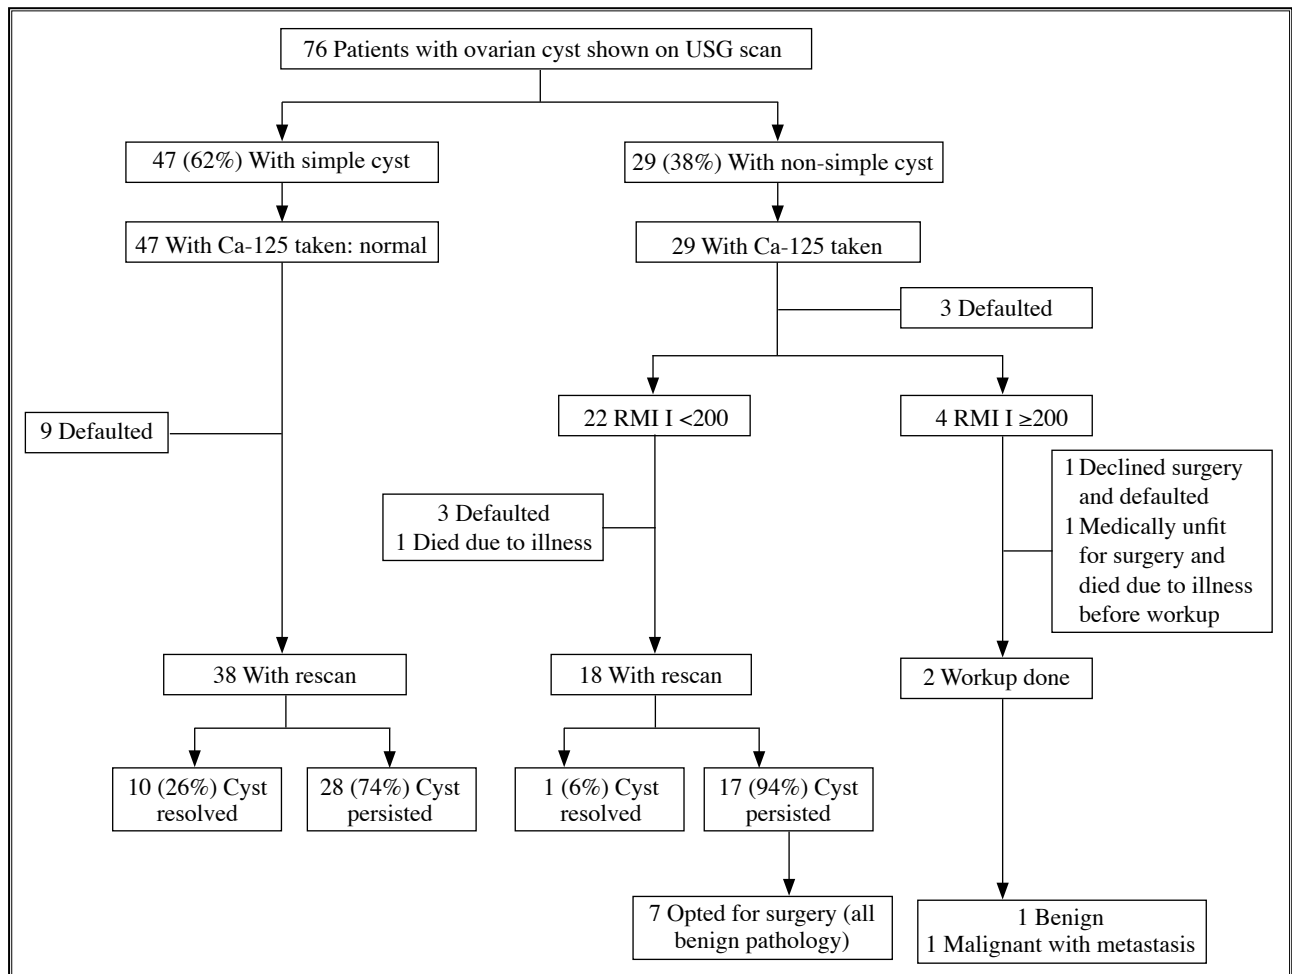 76 Patients with ovarian cyst shown on USG scan
47 (62%) With simple cyst
29 (38%) With non-simple cyst
47 With Ca-125 taken: normal
29 With Ca-125 taken
3 Defaulted
22 RMI I <200
4 RMI I ≥200
9 Defaulted
1 Declined surgery
and defaulted
1 Medically unfit
for surgery and
died due to illness
before workup
3 Defaulted
1 Died due to illness
38 With rescan
18 With rescan
2 Workup done
10 (26%) Cyst
resolved
28 (74%) Cyst
persisted
1 (6%) Cyst
resolved
17 (94%) Cyst
persisted
7 Opted for surgery (all
benign pathology)
1 Benign
1 Malignant with metastasis